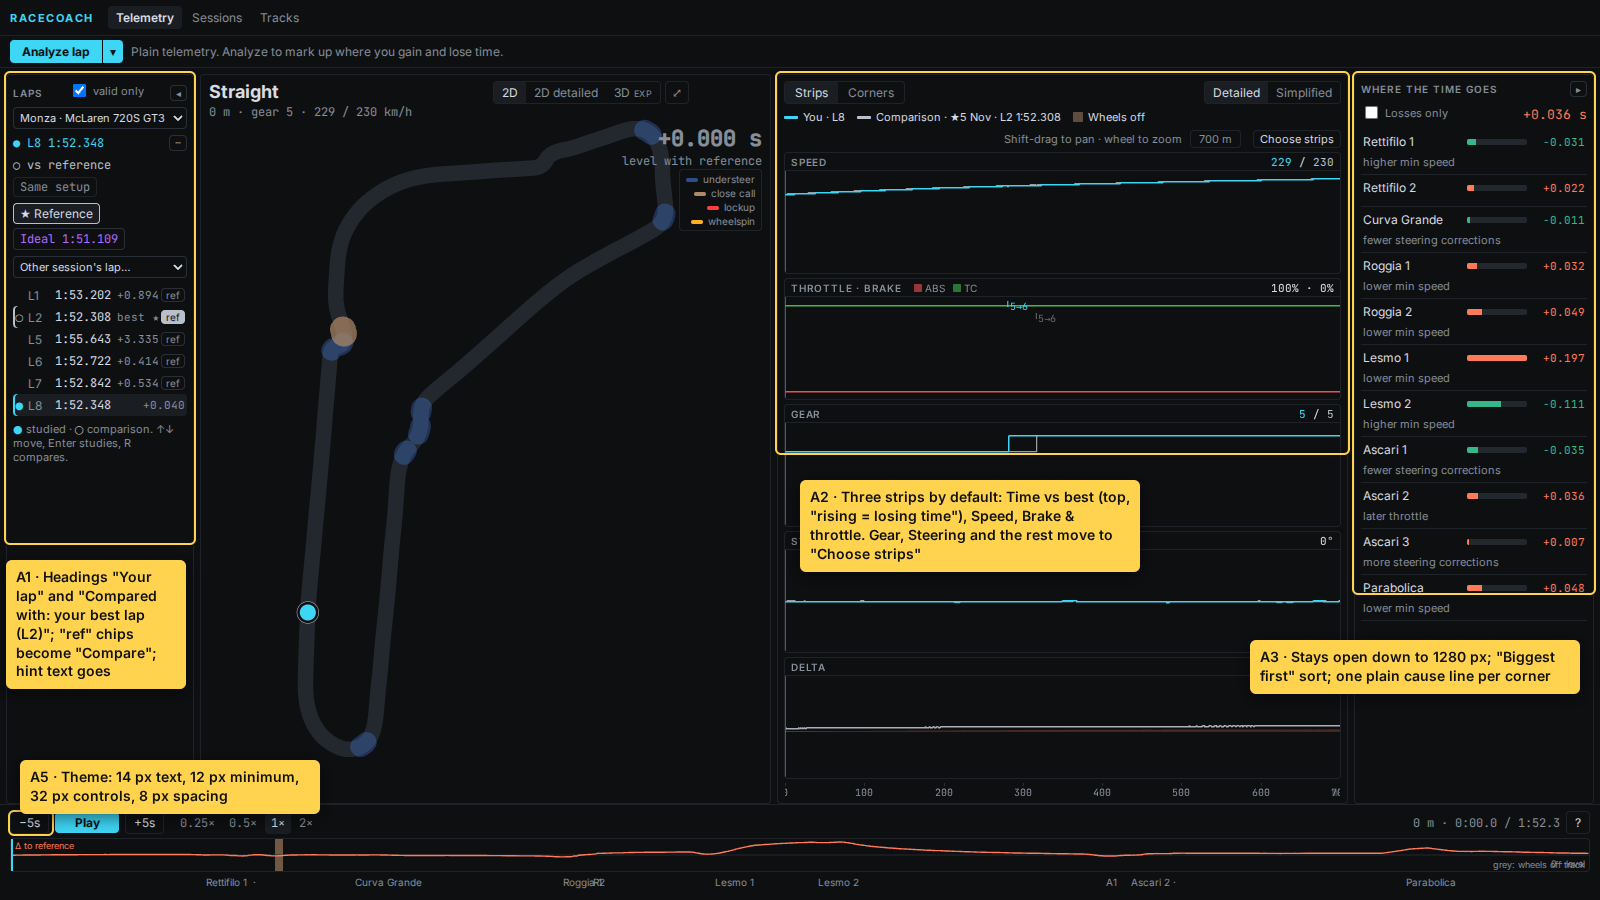 RACECOACH Telemetry Sessions Tracks
Analyze lap ▾ Plain telemetry. Analyze to mark up where you gain and lose time.
LAPS valid only
Monza · McLaren 720S GT3
L8 1:52.348
vs reference
Same setup
★ Reference
Ideal 1:51.109
Other session's lap...
L1 1:53.202 +0.894 ref
L2 1:52.308 best ★ ref
L5 1:55.643 +3.335 ref
L6 1:52.722 +0.414 ref
L7 1:52.842 +0.534 ref
L8 1:52.348 +0.040
● studied · ○ comparison. ↑↓
move, Enter studies, R
compares.
A1 · Headings "Your
lap" and "Compared
with: your best lap
(L2)"; "ref" chips
become "Compare";
hint text goes
A5 · Theme: 14 px text, 12 px minimum,
32 px controls, 8 px spacing
Straight
0 m · gear 5 · 229 / 230 km/h
2D 2D detailed 3D EXP
+0.000 s
level with reference
understeer
close call
lockup
wheelspin
Strips Corners Detailed Simplified
You · L8 Comparison · ★5 Nov · L2 1:52.308 Wheels off
Shift-drag to pan · wheel to zoom 700 m Choose strips
SPEED 229 / 230
THROTTLE · BRAKE ABS TC 100% · 0%
5→6
5→6
GEAR 5 / 5
A2 · Three strips by default: Time vs best (top,
"rising = losing time"), Speed, Brake &
throttle. Gear, Steering and the rest move to
"Choose strips"
S 0°
DELTA
100 200 300 400 500 600
WHERE THE TIME GOES
Losses only +0.036 s
Rettifilo 1 -0.031
higher min speed
Rettifilo 2 +0.022
Curva Grande -0.011
fewer steering corrections
Roggia 1 +0.032
lower min speed
Roggia 2 +0.049
lower min speed
Lesmo 1 +0.197
lower min speed
Lesmo 2 -0.111
higher min speed
Ascari 1 -0.035
fewer steering corrections
Ascari 2 +0.036
later throttle
Ascari 3 +0.007
more steering corrections
Parabolica +0.048
lower min speed
A3 · Stays open down to 1280 px; "Biggest
first" sort; one plain cause line per corner
−5s Play +5s 0.25× 0.5× 1× 2× 0 m · 0:00.0 / 1:52.3 ?
Δ to reference
grey: wheels off track
Rettifilo 1 · Curva Grande Roggia R2 Lesmo 1 Lesmo 2 A1 Ascari 2 · Parabolica